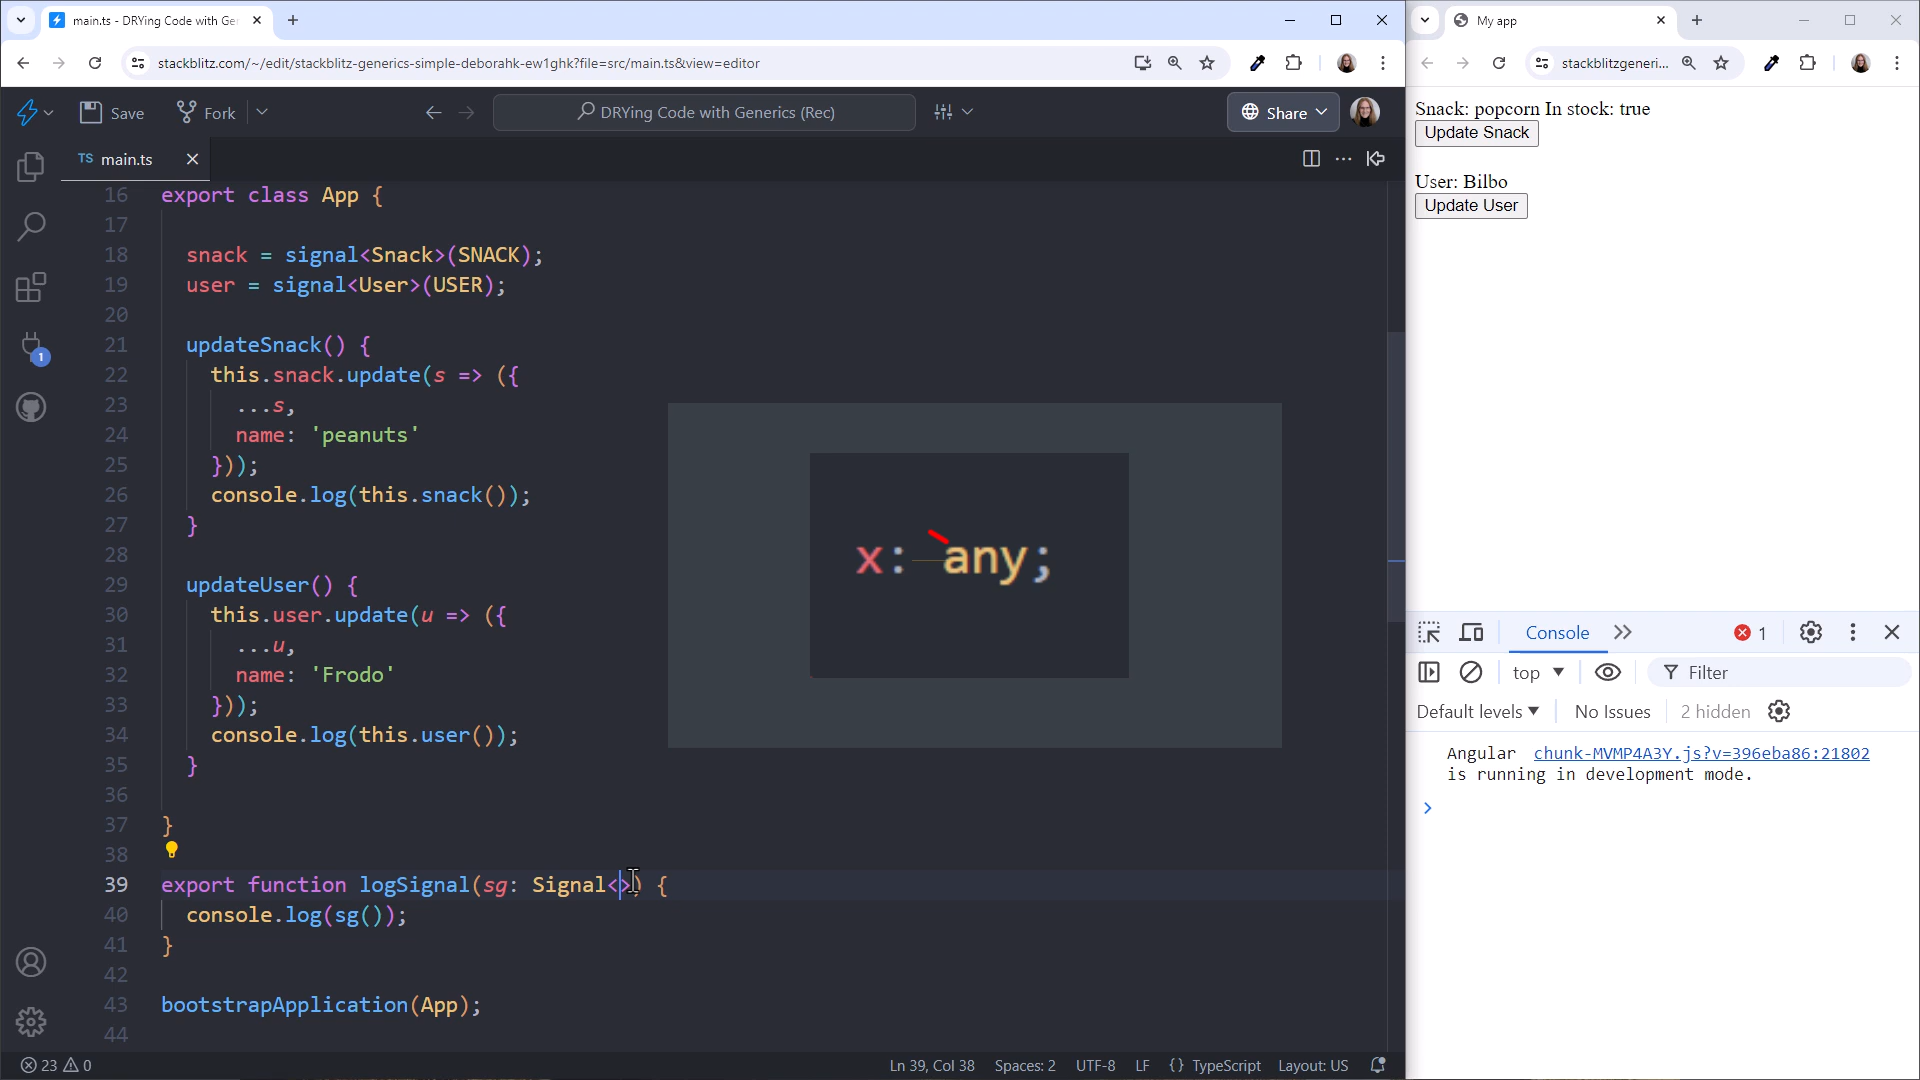 main.ts - DRYing Code with Ge
My app
stackblitz.com/~/edit/stackblitz-generics-simple-deborahk-ew1ghk?file=src/main.ts&view=editor
stackblitzgeneri...
Save
Fork
DRYing Code with Generics (Rec)
Share
TS main.ts
16 export class App {
17
18 snack = signal<Snack>(SNACK);
19 user = signal<User>(USER);
20
21 updateSnack() {
22 this.snack.update(s => ({
23 ...s,
24 name: 'peanuts'
25 }));
26 console.log(this.snack());
27 }
28
29 updateUser() {
30 this.user.update(u => ({
31 ...u,
32 name: 'Frodo'
33 }));
34 console.log(this.user());
35 }
36
37 }
38
39 export function logSignal(sg: Signal<>) {
40 console.log(sg());
41 }
42
43 bootstrapApplication(App);
44
x: any;
1
23 0
Ln 39, Col 38 Spaces: 2 UTF-8 LF {} TypeScript Layout: US
Snack: popcorn In stock: true
Update Snack
User: Bilbo
Update User
Console
1
top
Filter
Default levels
No Issues
2 hidden
Angular chunk-MVMP4A3Y.js?v=396eba86:21802
is running in development mode.